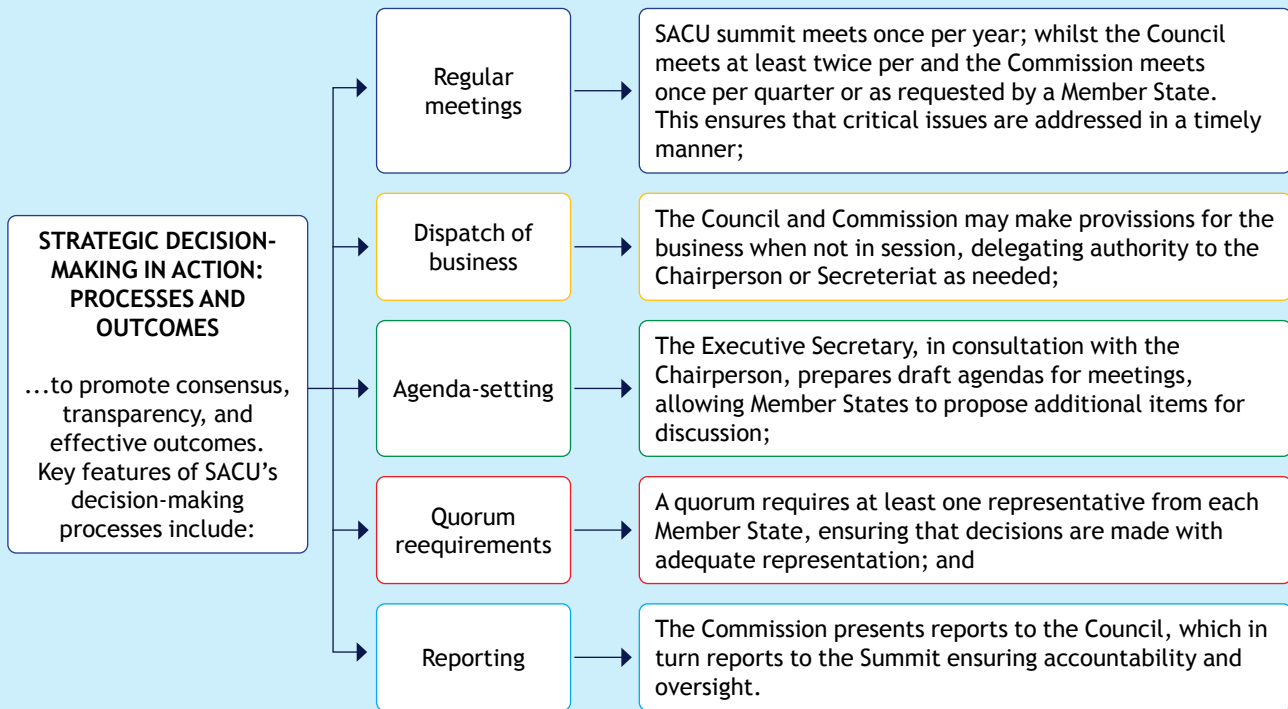 STRATEGIC DECISION-
MAKING IN ACTION:
PROCESSES AND
OUTCOMES
...to promote consensus,
transparency, and
effective outcomes.
Key features of SACU's
decision-making
processes include:
Regular
meetings
SACU summit meets once per year; whilst the Council
meets at least twice per and the Commission meets
once per quarter or as requested by a Member State.
This ensures that critical issues are addressed in a timely
manner;
Dispatch of
business
The Council and Commission may make provissions for the
business when not in session, delegating authority to the
Chairperson or Secreteriat as needed;
Agenda-setting
The Executive Secretary, in consultation with the
Chairperson, prepares draft agendas for meetings,
allowing Member States to propose additional items for
discussion;
Quorum
reequirements
A quorum requires at least one representative from each
Member State, ensuring that decisions are made with
adequate representation; and
Reporting
The Commission presents reports to the Council, which in
turn reports to the Summit ensuring accountability and
oversight.